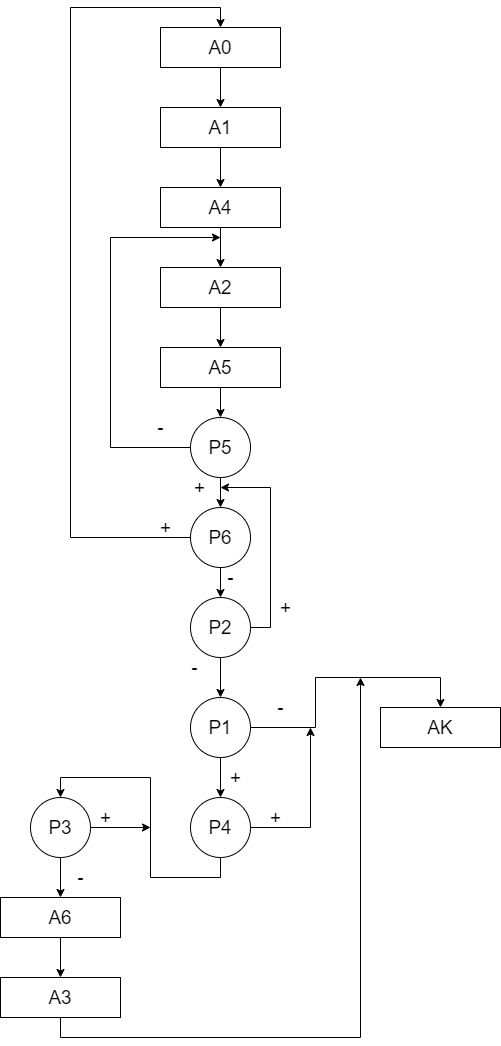 A0
A1
A4
A2
A5
-
P5
+
+
P6
-
P2
+
-
P1
-
+
AK
P3
+
P4
+
-
A6
A3